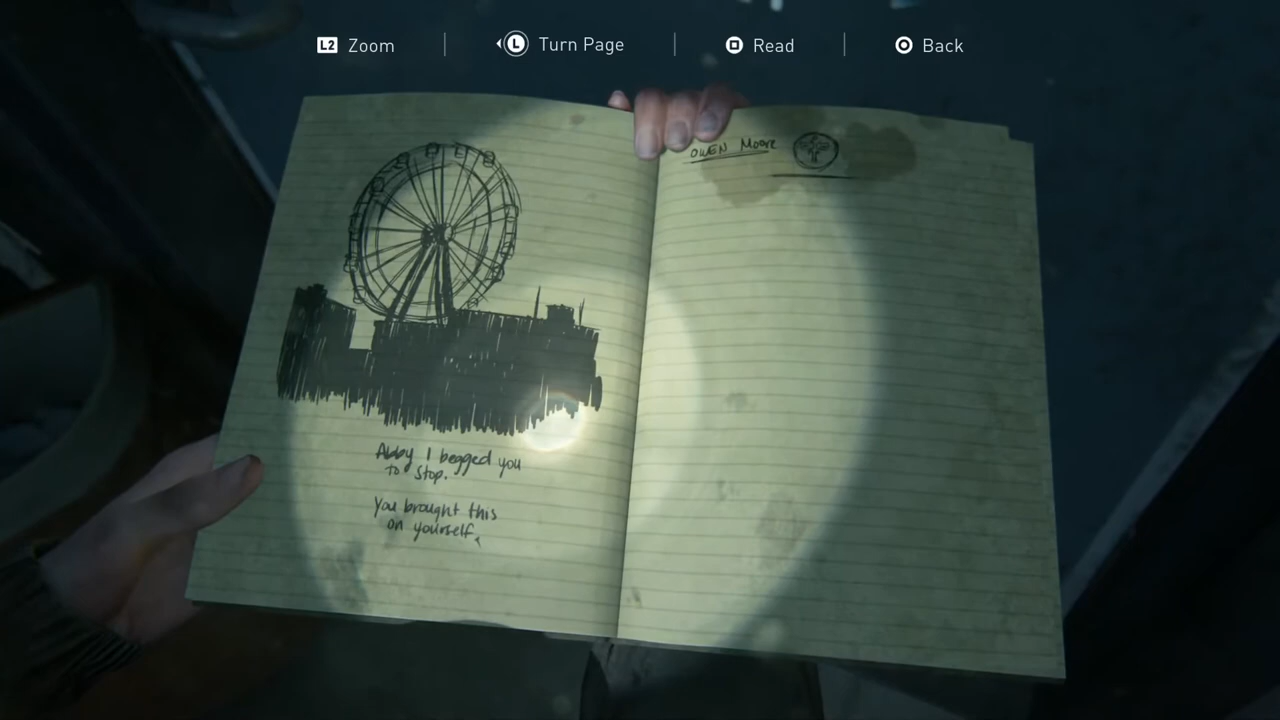 L2 Zoom
L Turn Page
Read
Back
OWEN Moore
Abby I begged you
to stop.
You brought this
on yourself.